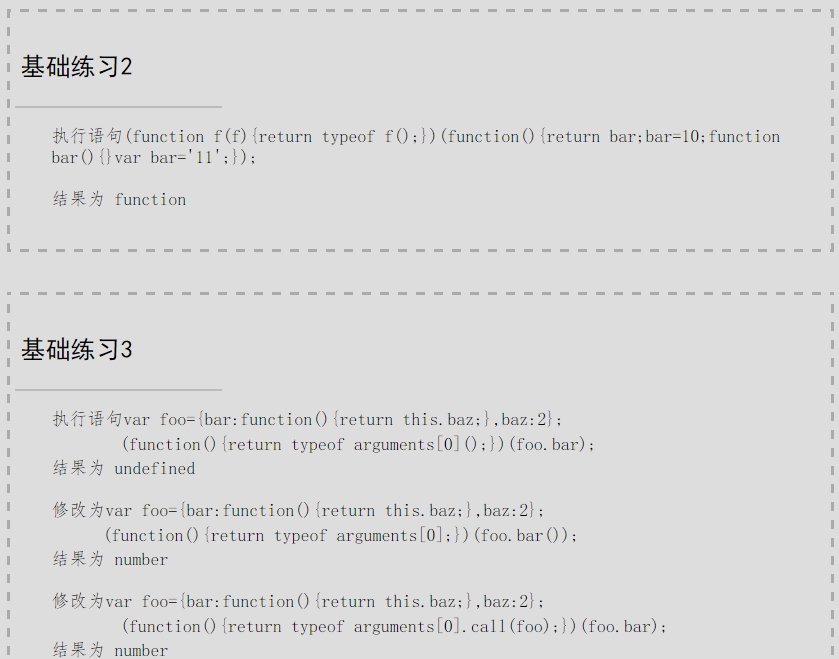 基础练习2
执行语句(function f(f){return typeof f();})(function(){return bar;bar=10;function
bar(){}var bar='11';});
结果为 function
基础练习3
执行语句var foo={bar:function(){return this.baz;},baz:2};
(function(){return typeof arguments[0]();})(foo.bar);
结果为 undefined
修改为var foo={bar:function(){return this.baz;},baz:2};
(function(){return typeof arguments[0];})(foo.bar());
结果为 number
修改为var foo={bar:function(){return this.baz;},baz:2};
(function(){return typeof arguments[0].call(foo);})(foo.bar);
结果为 number